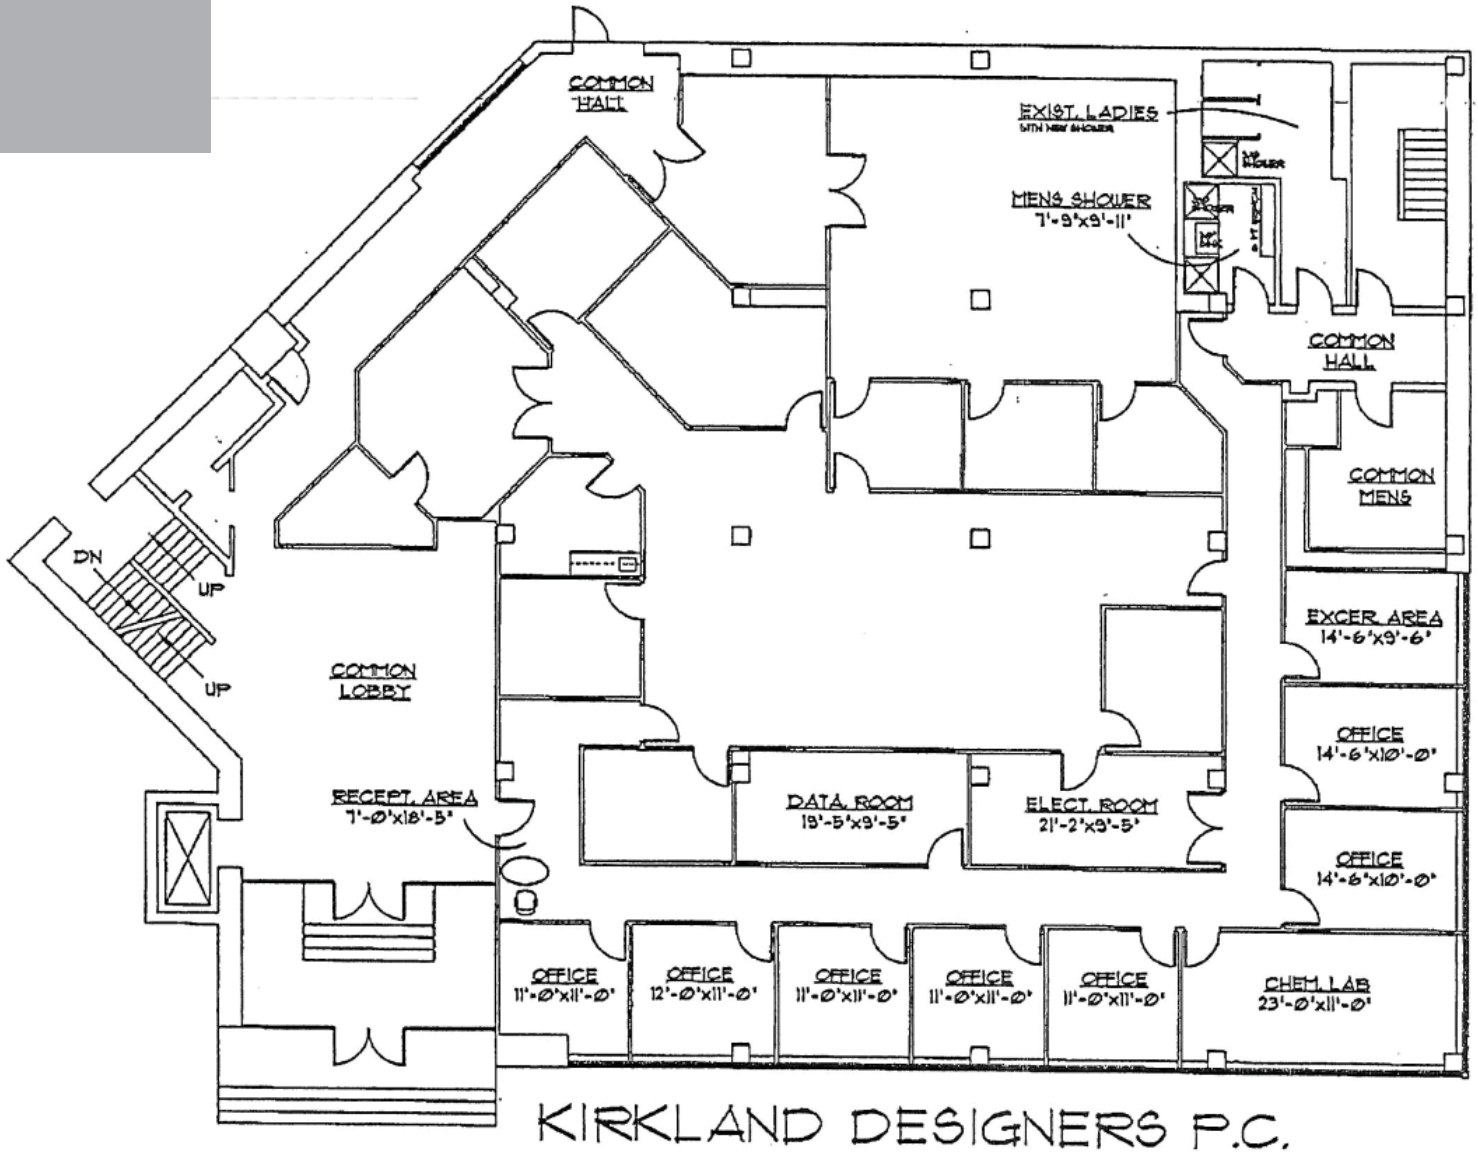 COMMON
HALL
EXIST. LADIES
WITH NEW SHOWER
SHOWER
MENS SHOWER
7'-9"x9'-11"
COMMON
HALL
COMMON
MENS
DN
UP
UP
EXCER. AREA
14'-6"x9'-6"
COMMON
LOBBY
OFFICE
14'-6"x10'-0"
RECEPT. AREA
7'-0"x18'-5"
DATA ROOM
19'-5"x9'-5"
ELECT. ROOM
21'-2"x9'-5"
OFFICE
14'-6"x10'-0"
OFFICE
11'-0"x11'-0"
OFFICE
12'-0"x11'-0"
OFFICE
11'-0"x11'-0"
OFFICE
11'-0"x11'-0"
OFFICE
11'-0"x11'-0"
CHEM. LAB
23'-0"x11'-0"
KIRKLAND DESIGNERS P.C.